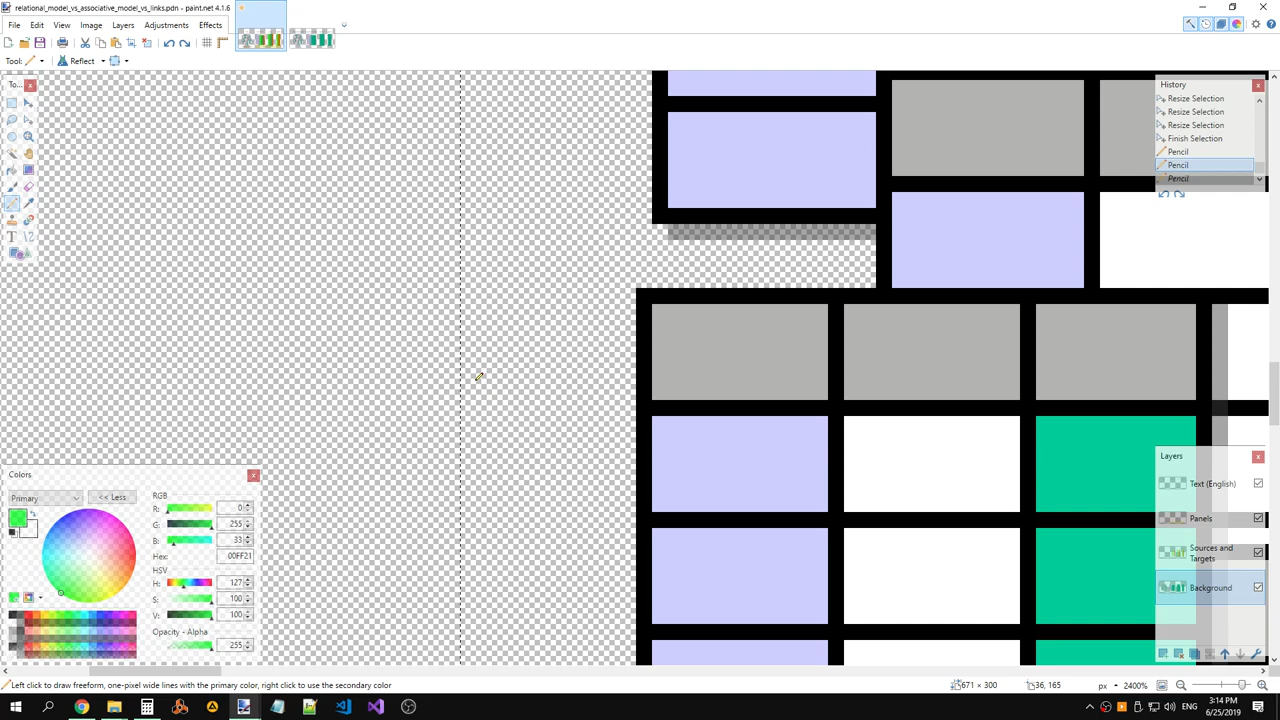 relational_model_vs_associative_model_vs_links.pdn - paint.net 4.1.6
File Edit View Image Layers Adjustments Effects
Tool: Reflect
To...
History
Resize Selection
Resize Selection
Resize Selection
Finish Selection
Pencil
Pencil
Pencil
Layers
Text (English)
Panels
Sources and
Targets
Background
Colors
Primary
<< Less
RGB
R: 0
G: 255
B: 33
Hex: 00FF21
HSV
H: 127
S: 100
V: 100
Opacity - Alpha
255
Left click to draw freeform, one-pixel wide lines with the primary color, right click to use the secondary color
671 × 300
36, 165
px
2400%
ENG
3:14 PM
6/25/2019